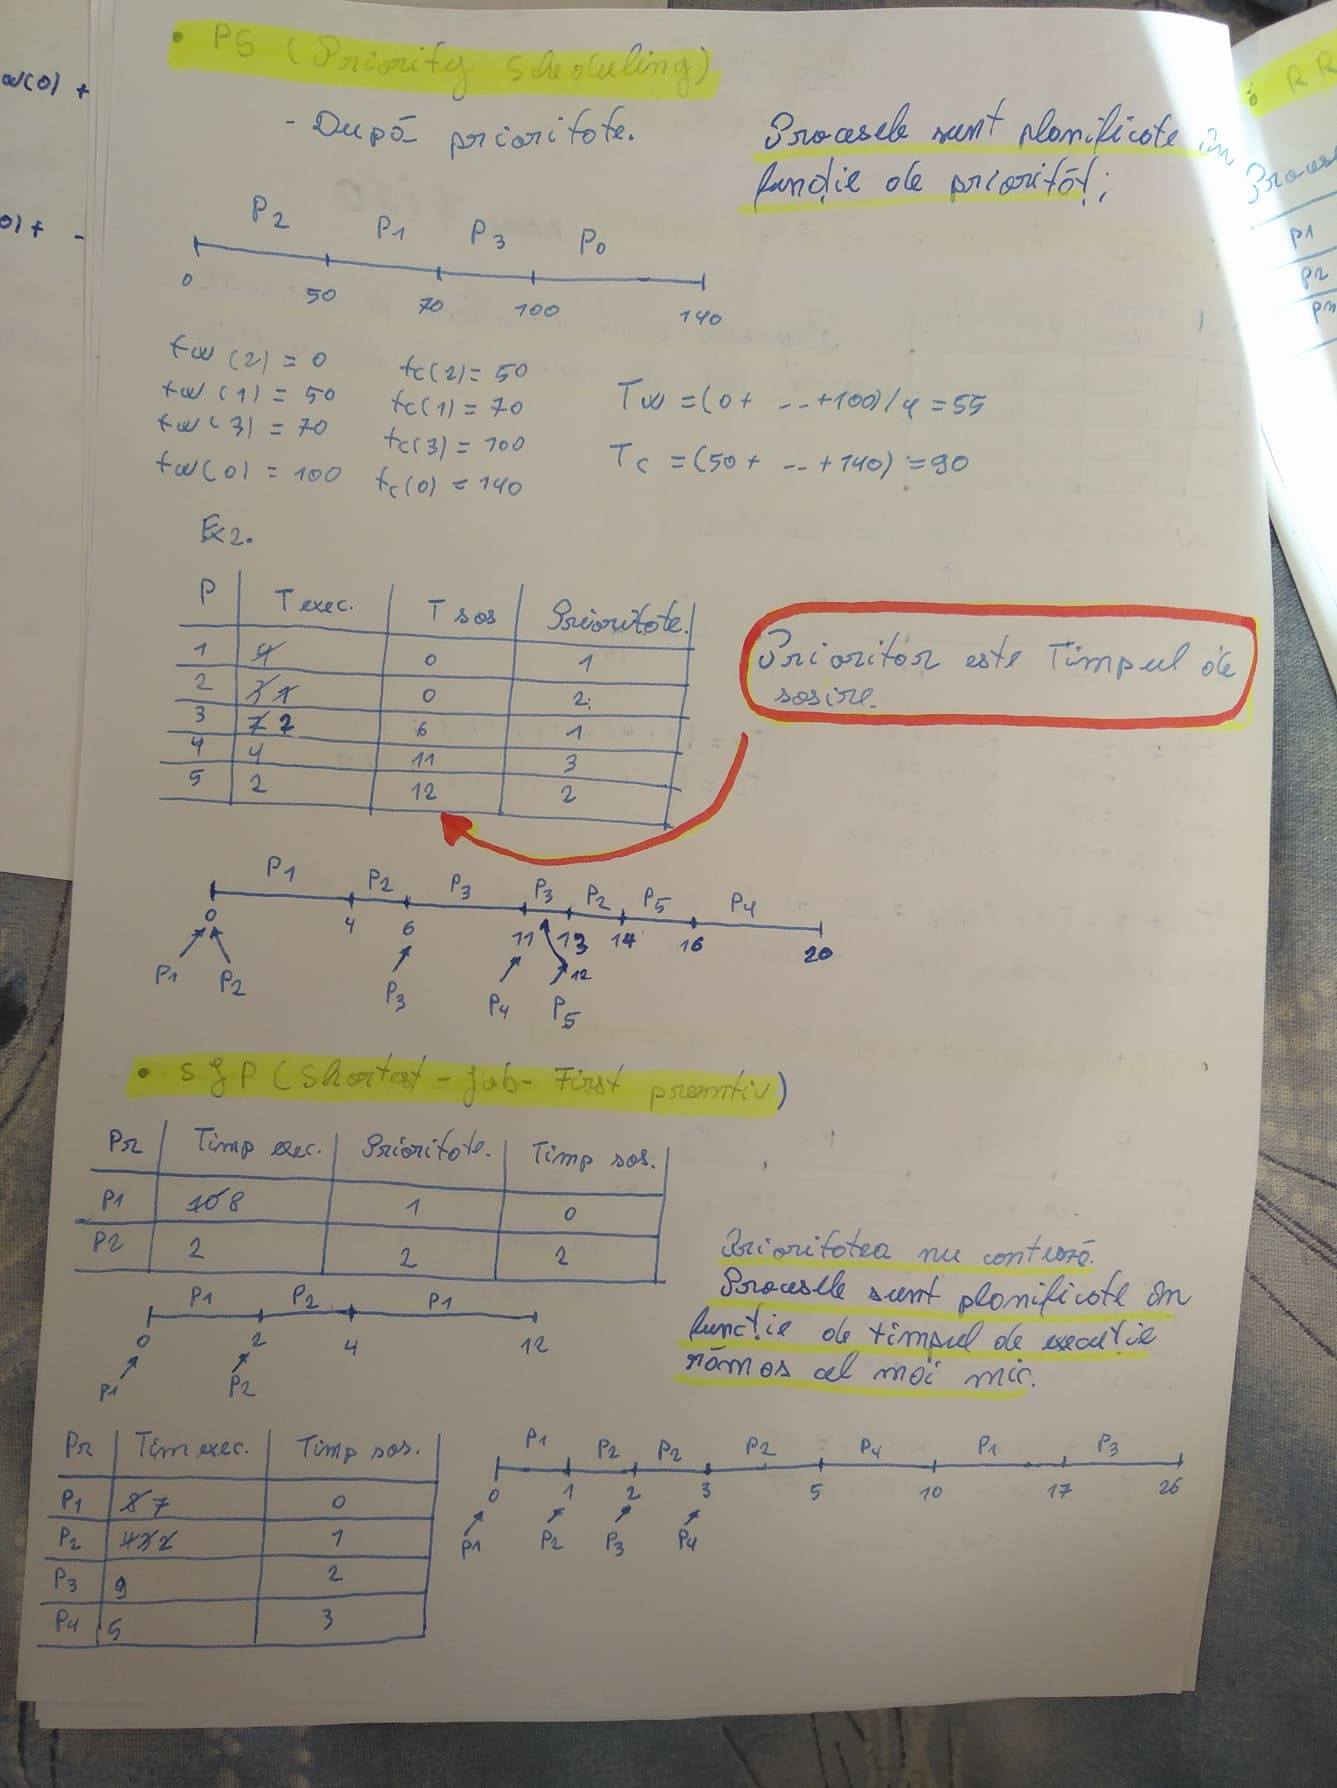 • PS (Priority Scheduling)
- După prioritate.
Procesele sunt planificate în
funcție de priorităț;
P2 P1 P3 P0
0 50 70 100 140
tw(2) = 0 tc(2) = 50
tw(1) = 50 tc(1) = 70
tw(3) = 70 tc(3) = 100
tw(0) = 100 tc(0) = 140
Tw = (0 + -- + 100)/4 = 55
Tc = (50 + -- + 140) = 90
Ex2.
P T exec. T sos Prioritate.
1 4 0 1
2 3 1 0 2
3 7 2 6 1
4 4 11 3
5 2 12 2
Prioritar este Timpul de
sosire.
P1 P2 P3 P3 P2 P5 P4
0 4 6 11 13 14 16 20
12
P1 P2 P3 P4 P5
• SJP (Shortest - job - First premtiv)
Pr Timp exec. Prioritate. Timp sos.
P1 10 8 1 0
P2 2 2 2
P1 P2 P1
0 2 4 12
P1 P2
Prioritatea nu contează.
Procesele sunt planificate în
funcție de timpul de execuție
rămas cel mai mic.
Pr Tim exec. Timp sos.
P1 8 7 0
P2 4 3 2 1
P3 9 2
P4 5 3
P1 P2 P2 P2 P4 P1 P3
0 1 2 3 5 10 17 26
P1 P2 P3 P4
w(0) +
0) + -
: RR
P1
P2